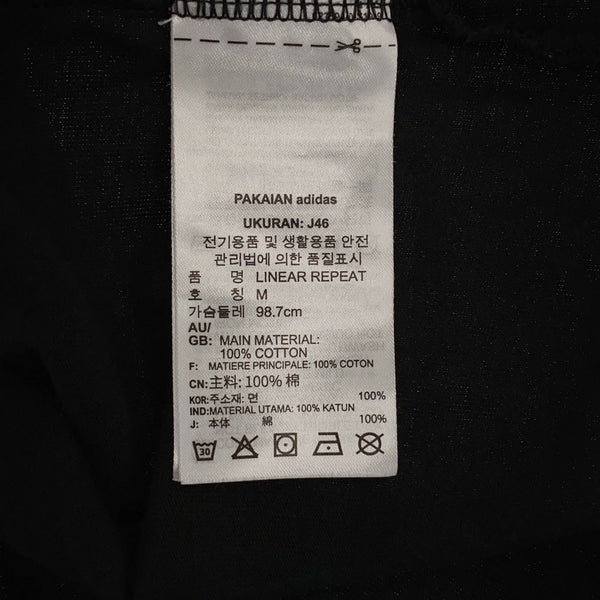 PAKAIAN adidas
UKURAN: J46
전기용품 및 생활용품 안전
관리법에 의한 품질표시
품 명 LINEAR REPEAT
호 칭 M
가슴둘레 98.7cm
AU/
GB: MAIN MATERIAL:
100% COTTON
F: MATIERE PRINCIPALE: 100% COTON
CN:主料: 100% 棉
KOR:주소재: 면 100%
IND:MATERIAL UTAMA: 100% KATUN
J: 本体 綿 100%
30